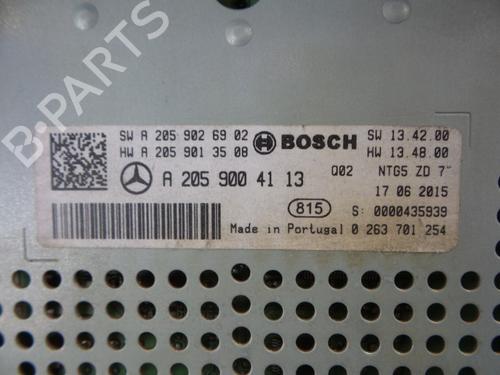 SW A 205 902 69 02 BOSCH SW 13.42.00
HW A 205 901 35 08 HW 13.48.00
A 205 900 41 13 Q02 NTG5 ZD 7"
17 06 2015
815 S: 0000435939
Made in Portugal 0 263 701 254
B-PARTS